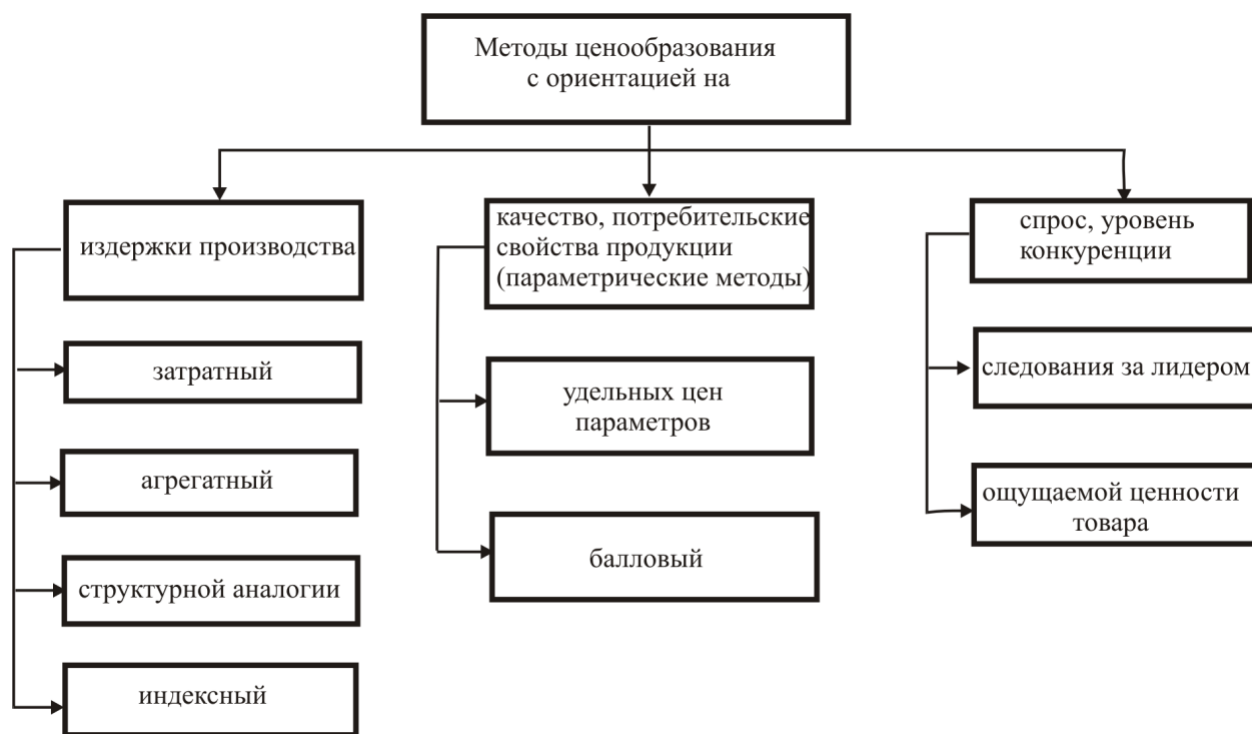 Методы ценообразования
с ориентацией на
издержки производства
затратный
агрегатный
структурной аналогии
индексный
качество, потребительские
свойства продукции
(параметрические методы)
удельных цен
параметров
балловый
спрос, уровень
конкуренции
следования за лидером
ощущаемой ценности
товара